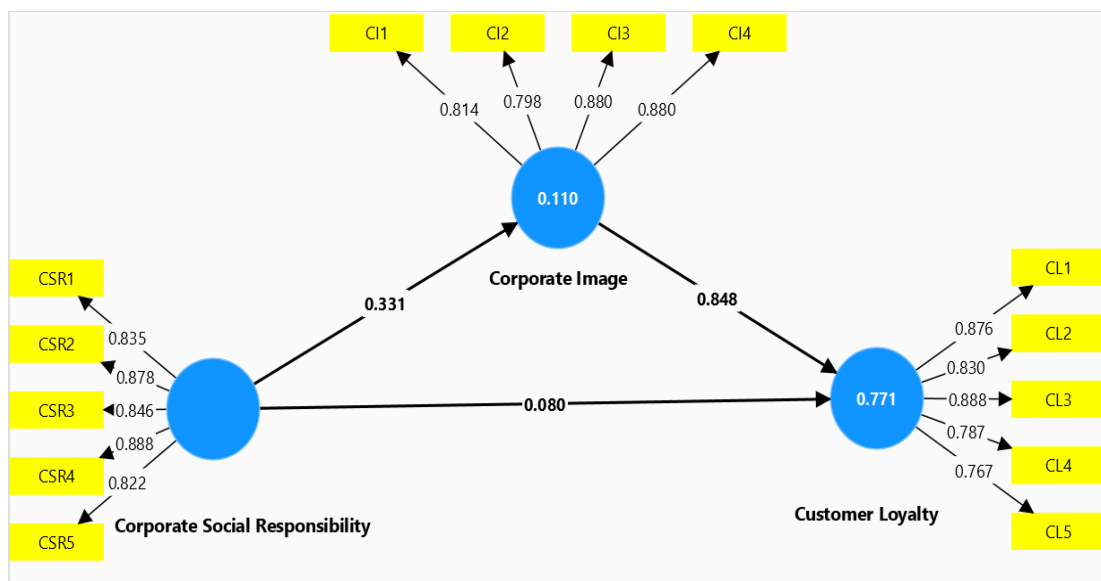 CI1 CI2 CI3 CI4
0.814 0.798 0.880 0.880
0.110
Corporate Image
CSR1
CSR2
CSR3
CSR4
CSR5
0.835
0.878
0.846
0.888
0.822
Corporate Social Responsibility
0.331
0.848
0.080
0.771
Customer Loyalty
0.876
0.830
0.888
0.787
0.767
CL1
CL2
CL3
CL4
CL5